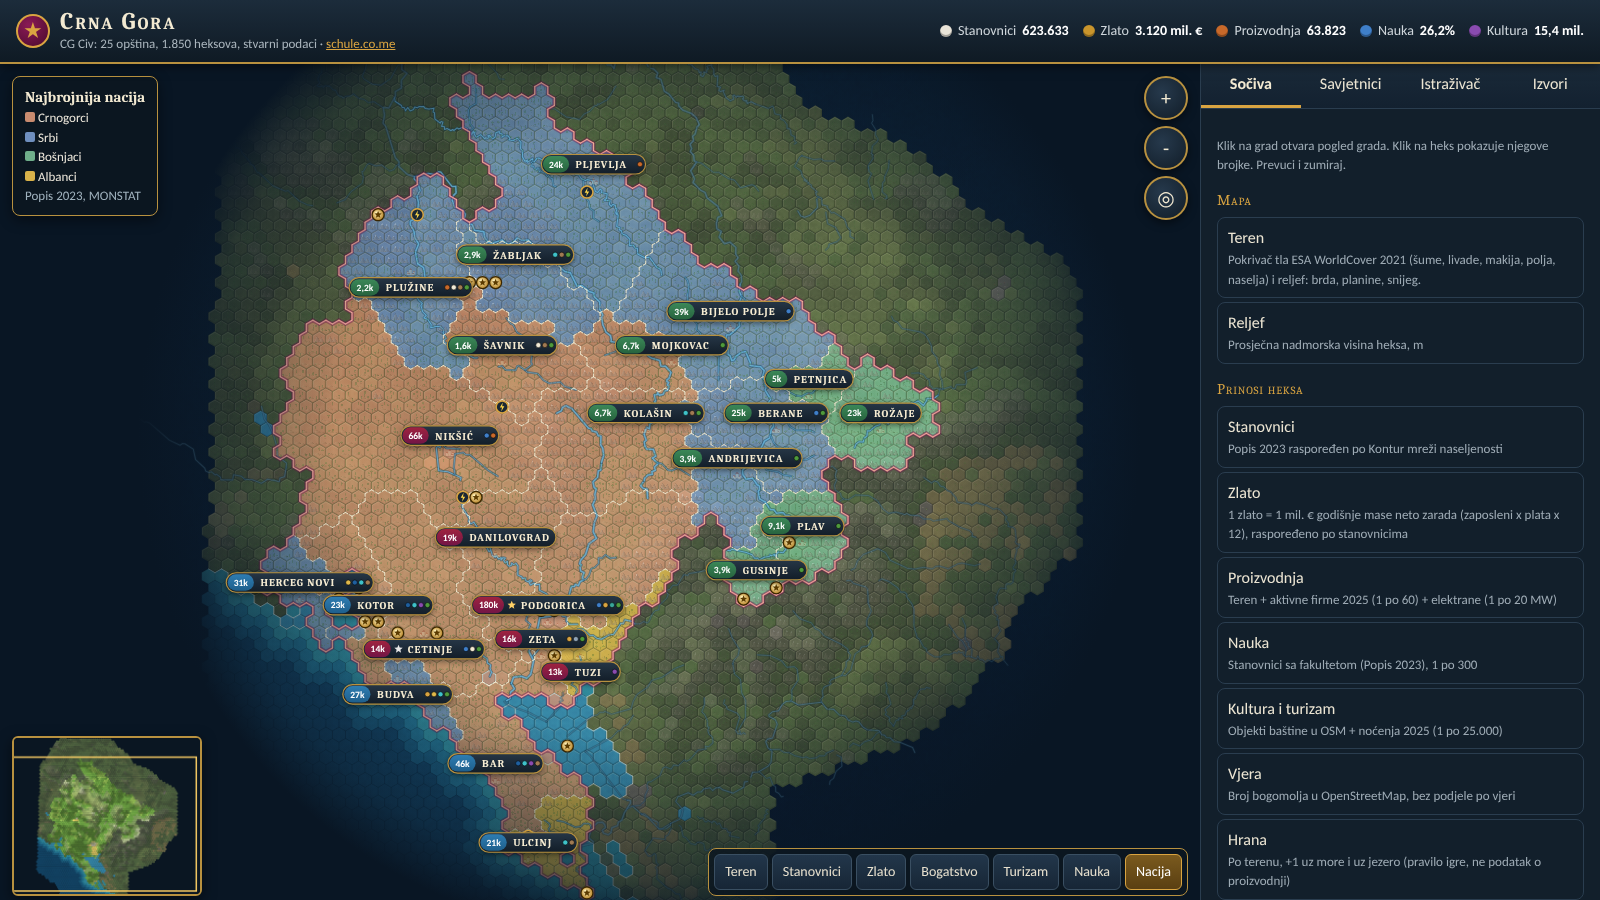 Crna Gora
CG Civ: 25 opština, 1.850 heksova, stvarni podaci · schule.co.me
Stanovnici 623.633
Zlato 3.120 mil. €
Proizvodnja 63.823
Nauka 26,2%
Kultura 15,4 mil.
Najbrojnija nacija
Crnogorci
Srbi
Bošnjaci
Albanci
Popis 2023, MONSTAT
+
-
◎
24k PLJEVLJA
2,9k ŽABLJAK
2,2k PLUŽINE
39k BIJELO POLJE
1,6k ŠAVNIK
6,7k MOJKOVAC
5k PETNJICA
6,7k KOLAŠIN
25k BERANE
23k ROŽAJE
66k NIKŠIĆ
3,9k ANDRIJEVICA
9,1k PLAV
19k DANILOVGRAD
3,9k GUSINJE
31k HERCEG NOVI
23k KOTOR
180k PODGORICA
16k ZETA
14k CETINJE
13k TUZI
27k BUDVA
46k BAR
21k ULCINJ
Teren
Stanovnici
Zlato
Bogatstvo
Turizam
Nauka
Nacija
Sočiva
Savjetnici
Istraživač
Izvori
Klik na grad otvara pogled grada. Klik na heks pokazuje njegove
brojke. Prevuci i zumiraj.
Mapa
Teren
Pokrivač tla ESA WorldCover 2021 (šume, livade, makija, polja,
naselja) i reljef: brda, planine, snijeg.
Reljef
Prosječna nadmorska visina heksa, m
Prinosi heksa
Stanovnici
Popis 2023 raspoređen po Kontur mreži naseljenosti
Zlato
1 zlato = 1 mil. € godišnje mase neto zarada (zaposleni x plata x
12), raspoređeno po stanovnicima
Proizvodnja
Teren + aktivne firme 2025 (1 po 60) + elektrane (1 po 20 MW)
Nauka
Stanovnici sa fakultetom (Popis 2023), 1 po 300
Kultura i turizam
Objekti baštine u OSM + noćenja 2025 (1 po 25.000)
Vjera
Broj bogomolja u OpenStreetMap, bez podjele po vjeri
Hrana
Po terenu, +1 uz more i uz jezero (pravilo igre, ne podatak o
proizvodnji)